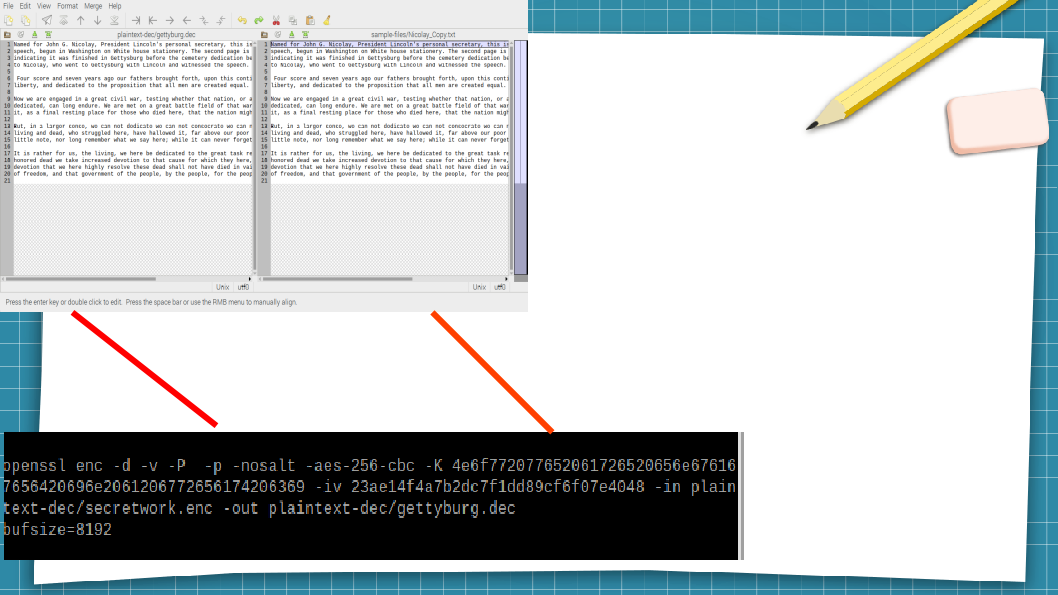 File Edit View Format Merge Help
plaintext-dec/gettyburg.dec
1 Named for John G. Nicolay, President Lincoln's personal secretary, this is
2 speech, begun in Washington on White house stationery. The second page is
3 indicating it was finished in Gettysburg before the cemetery dedication be
4 to Nicolay, who went to Gettysburg with Lincoln and witnessed the speech.
5
6 Four score and seven years ago our fathers brought forth, upon this conti
7 liberty, and dedicated to the proposition that all men are created equal.
8
9 Now we are engaged in a great civil war, testing whether that nation, or a
10 dedicated, can long endure. We are met on a great battle field of that war
11 it, as a final resting place for those who died here, that the nation migh
12
13 But, in a larger sense, we can not dedicate we can not consecrate we can n
14 living and dead, who struggled here, have hallowed it, far above our poor
15 little note, nor long remember what we say here; while it can never forget
16
17 It is rather for us, the living, we here be dedicated to the great task re
18 honored dead we take increased devotion to that cause for which they here,
19 devotion that we here highly resolve these dead shall not have died in vai
20 of freedom, and that government of the people, by the people, for the peop
21
Unix utf8
sample-files/Nicolay_Copy.txt
1 Named for John G. Nicolay, President Lincoln's personal secretary, this is
2 speech, begun in Washington on White house stationery. The second page is
3 indicating it was finished in Gettysburg before the cemetery dedication be
4 to Nicolay, who went to Gettysburg with Lincoln and witnessed the speech.
5
6 Four score and seven years ago our fathers brought forth, upon this conti
7 liberty, and dedicated to the proposition that all men are created equal.
8
9 Now we are engaged in a great civil war, testing whether that nation, or a
10 dedicated, can long endure. We are met on a great battle field of that war
11 it, as a final resting place for those who died here, that the nation migh
12
13 But, in a larger sense, we can not dedicate we can not consecrate we can n
14 living and dead, who struggled here, have hallowed it, far above our poor
15 little note, nor long remember what we say here; while it can never forget
16
17 It is rather for us, the living, we here be dedicated to the great task re
18 honored dead we take increased devotion to that cause for which they here,
19 devotion that we here highly resolve these dead shall not have died in vai
20 of freedom, and that government of the people, by the people, for the peop
21
Unix utf8
Press the enter key or double click to edit. Press the space bar or use the RMB menu to manually align.
openssl enc -d -v -P -p -nosalt -aes-256-cbc -K 4e6f772077652061726520656e67616
7656420696e2061206772656174206369 -iv 23ae14f4a7b2dc7f1dd89cf6f07e4048 -in plain
text-dec/secretwork.enc -out plaintext-dec/gettyburg.dec
bufsize=8192